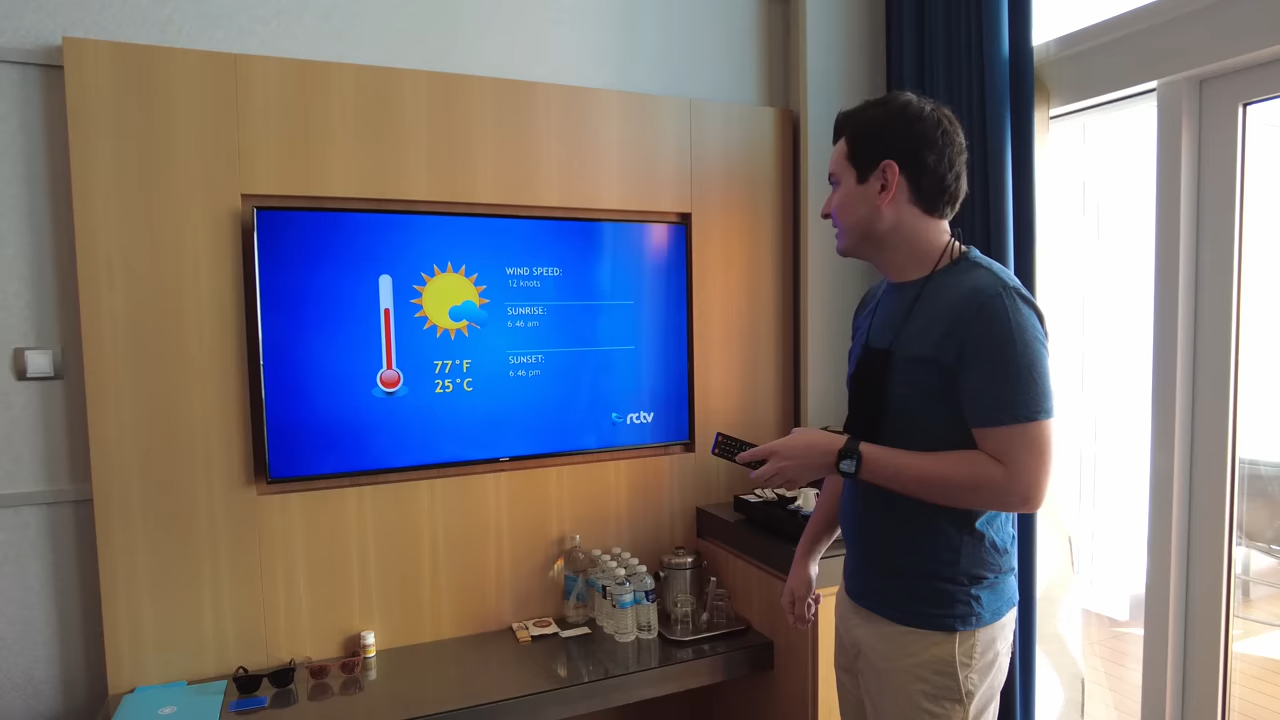 WIND SPEED:
12 knots
SUNRISE:
6:46 am
77°F
25°C
SUNSET:
6:46 pm
rctv